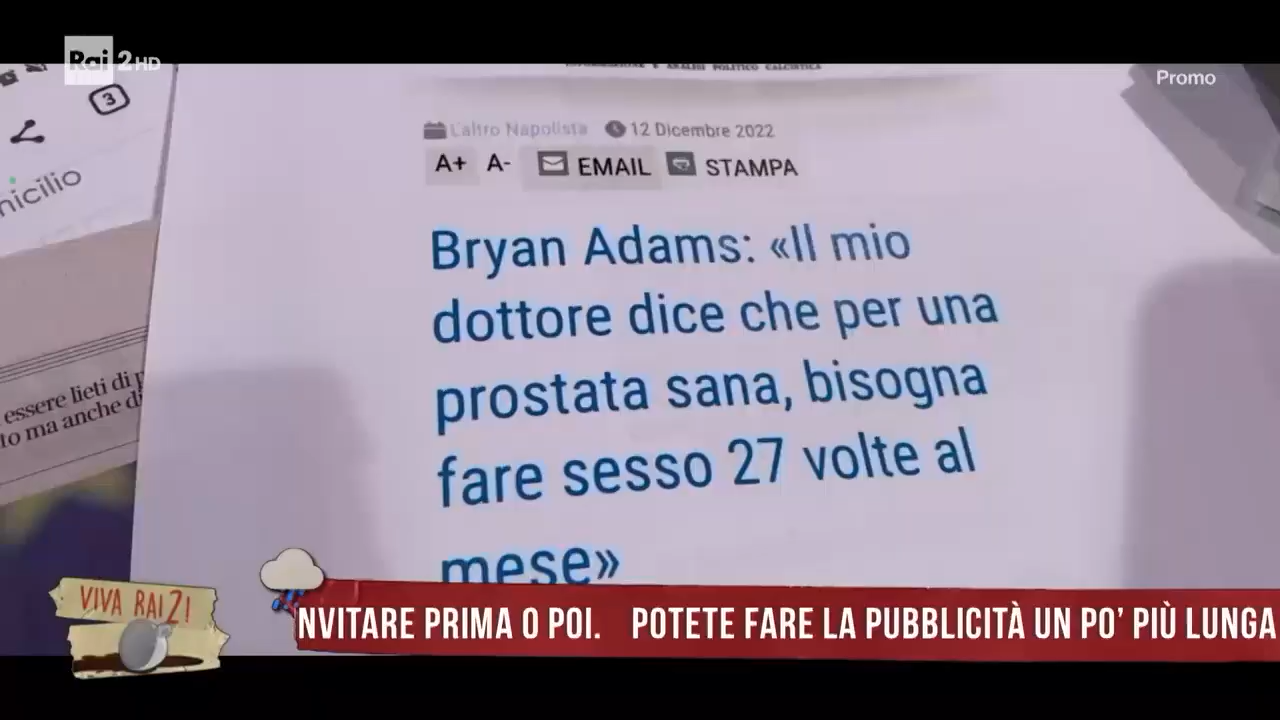 Rai 2HD
Promo
3
nicilio
L'altro Napolista 12 Dicembre 2022
A+ A- EMAIL STAMPA
Bryan Adams: «Il mio
dottore dice che per una
prostata sana, bisogna
fare sesso 27 volte al
mese»
essere lieti di
to ma anche di
VIVA RAI 2!
NVITARE PRIMA O POI. POTETE FARE LA PUBBLICITÀ UN PO' PIÙ LUNGA